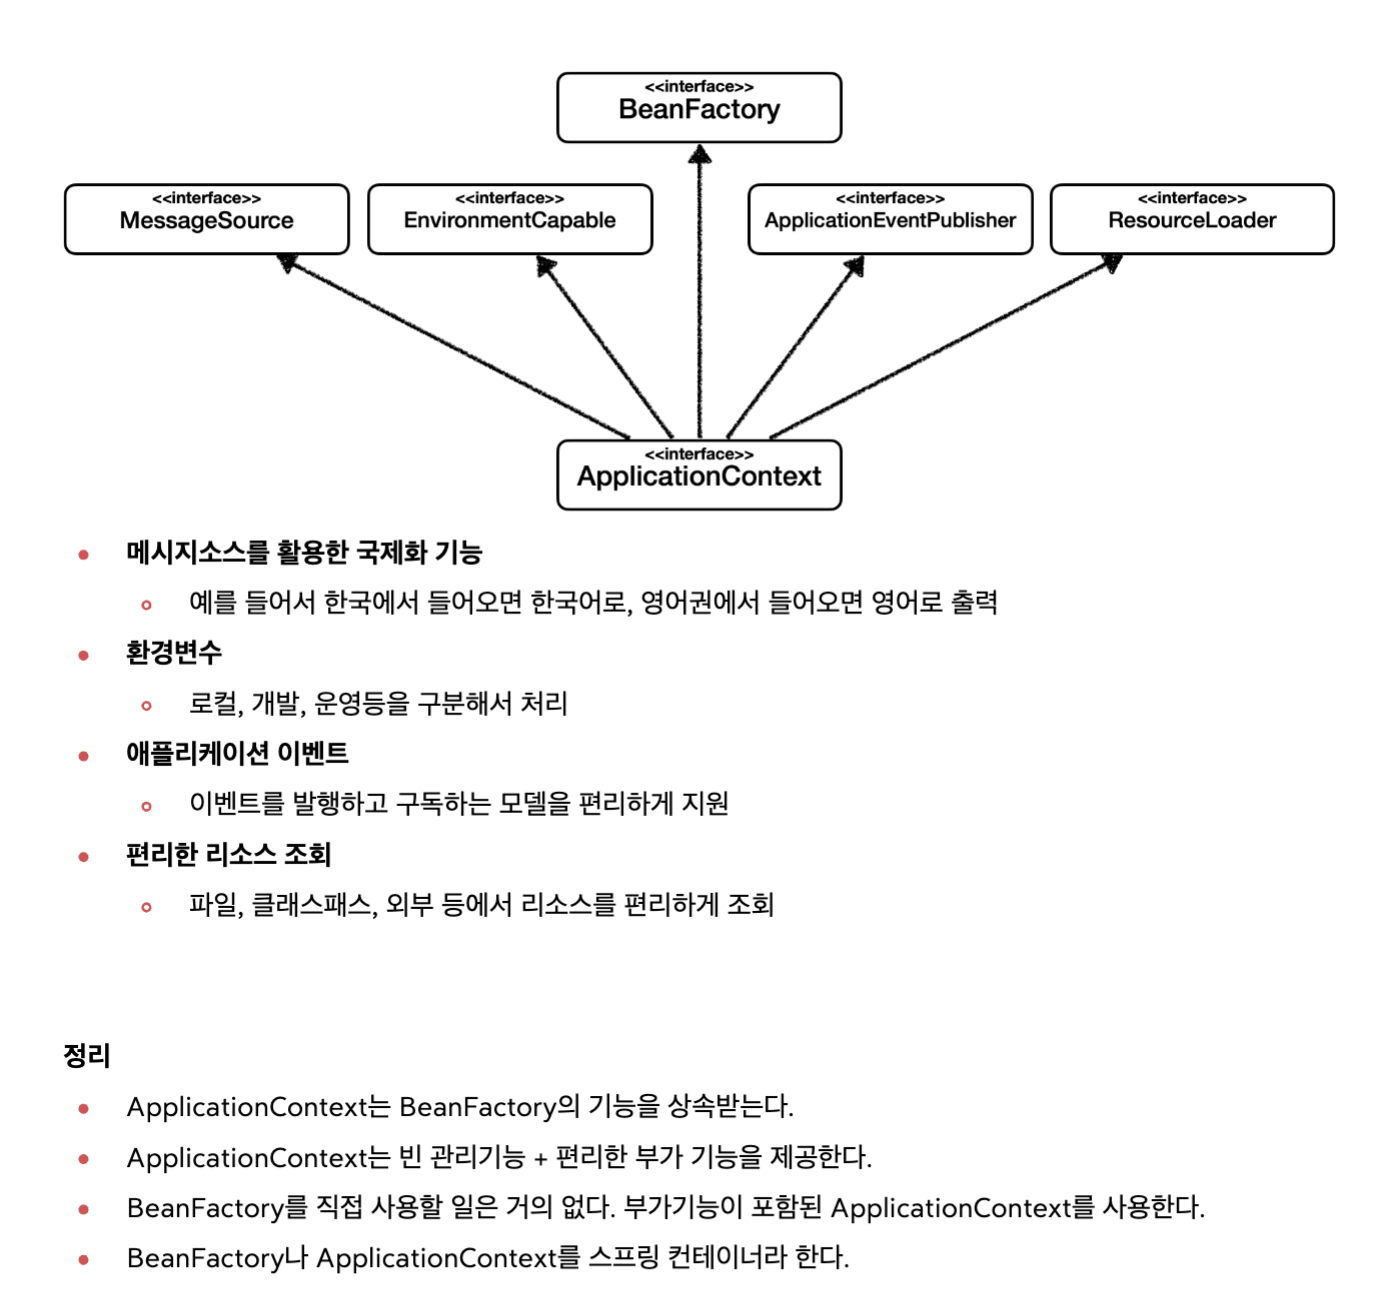 <<interface>>
BeanFactory
<<interface>>
MessageSource
<<interface>>
EnvironmentCapable
<<interface>>
ApplicationEventPublisher
<<interface>>
ResourceLoader
<<interface>>
ApplicationContext
메시지소스를 활용한 국제화 기능
예를 들어서 한국에서 들어오면 한국어로, 영어권에서 들어오면 영어로 출력
환경변수
로컬, 개발, 운영등을 구분해서 처리
애플리케이션 이벤트
이벤트를 발행하고 구독하는 모델을 편리하게 지원
편리한 리소스 조회
파일, 클래스패스, 외부 등에서 리소스를 편리하게 조회
정리
ApplicationContext는 BeanFactory의 기능을 상속받는다.
ApplicationContext는 빈 관리기능 + 편리한 부가 기능을 제공한다.
BeanFactory를 직접 사용할 일은 거의 없다. 부가기능이 포함된 ApplicationContext를 사용한다.
BeanFactory나 ApplicationContext를 스프링 컨테이너라 한다.